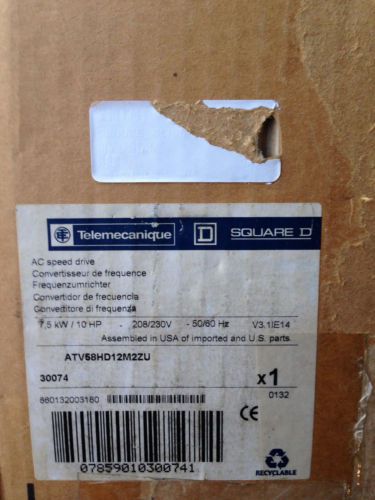 Telemecanique
SQUARE D
AC speed drive
Convertisseur de frequence
Frequenzumrichter
Convertidor de frecuencia
Convertitore di frequenza
7,5 kW / 10 HP - 208/230V - 50/60 Hz V3.1IE14
Assembled in USA of imported and U.S. parts.
ATV58HD12M2ZU
30074
x1
860132003160
0132
CE
07859010300741
RECYCLABLE